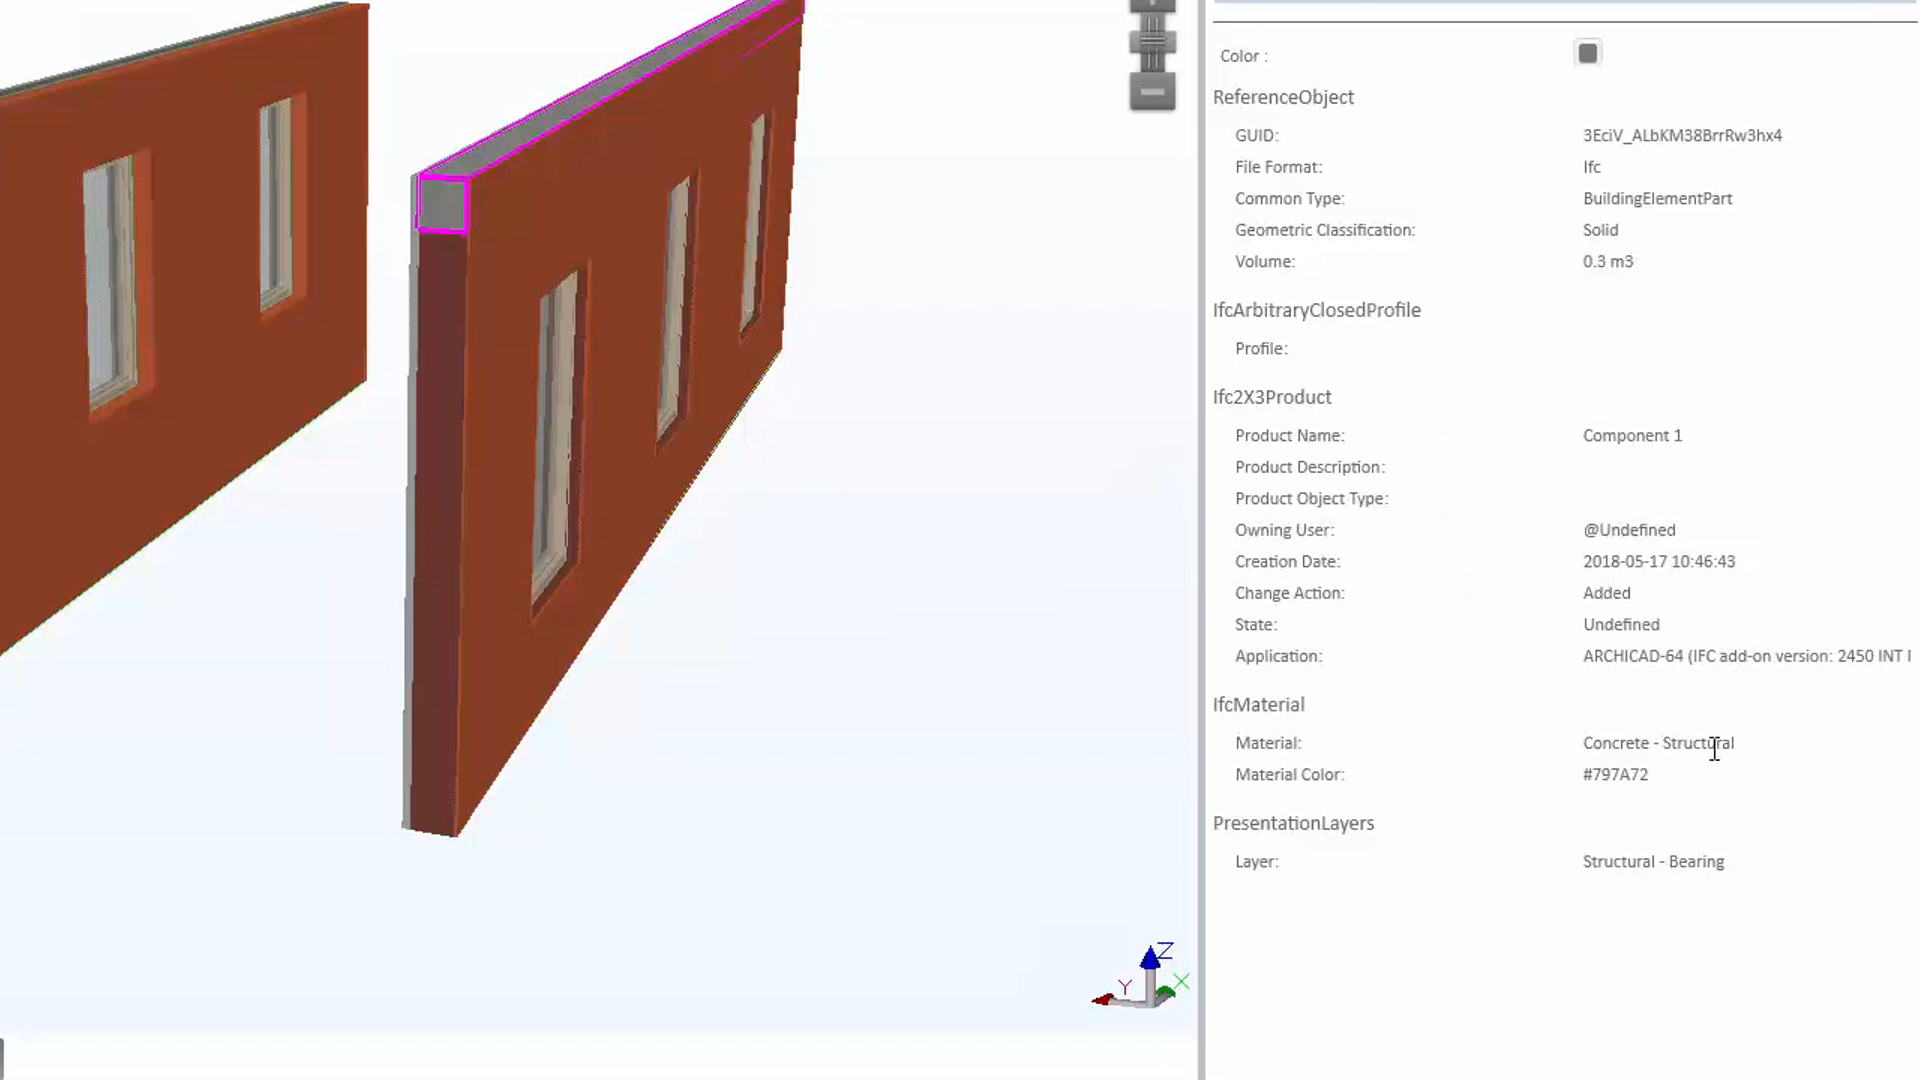 Color :
ReferenceObject
GUID: 3EciV_ALbKM38BrrRw3hx4
File Format: Ifc
Common Type: BuildingElementPart
Geometric Classification: Solid
Volume: 0.3 m3
IfcArbitraryClosedProfile
Profile:
Ifc2X3Product
Product Name: Component 1
Product Description:
Product Object Type:
Owning User: @Undefined
Creation Date: 2018-05-17 10:46:43
Change Action: Added
State: Undefined
Application: ARCHICAD-64 (IFC add-on version: 2450 INT
IfcMaterial
Material: Concrete - Structural
Material Color: #797A72
PresentationLayers
Layer: Structural - Bearing
Z
Y X